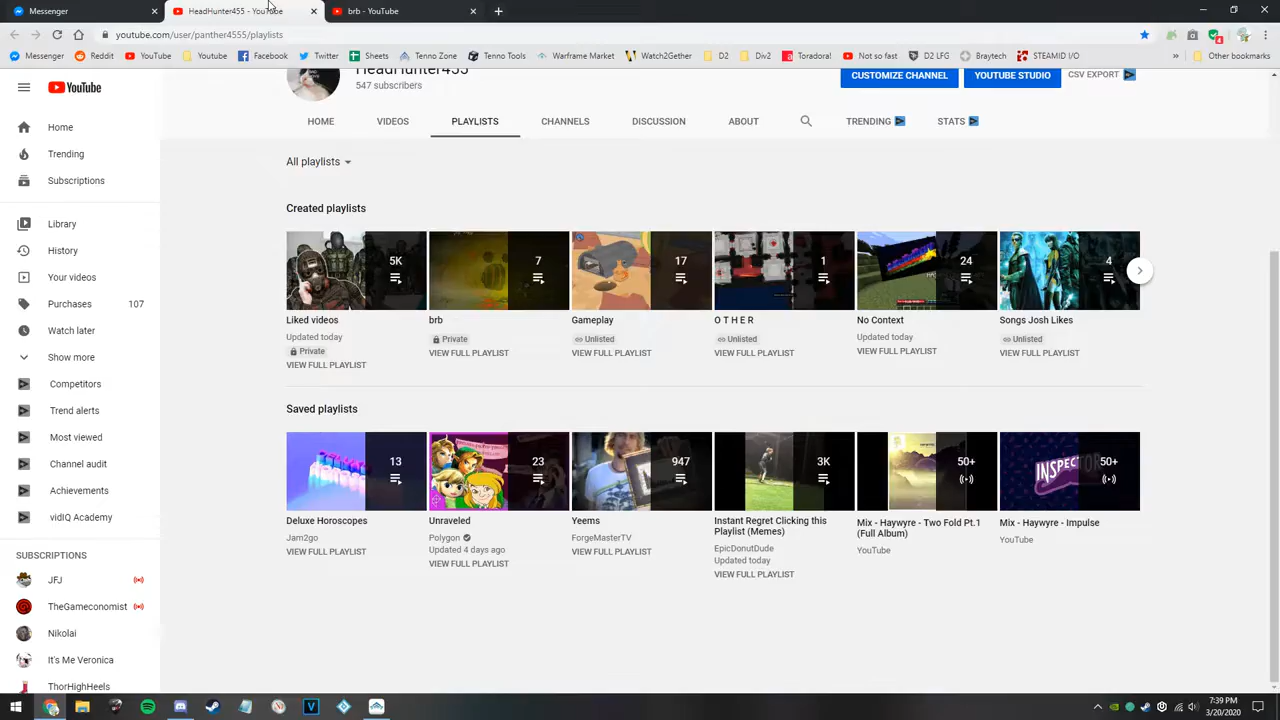 Messenger
HeadHunter455 - YouTube
brb - YouTube
youtube.com/user/panther4555/playlists
Messenger
Reddit
YouTube
Youtube
Facebook
Twitter
Sheets
Tenno Zone
Tenno Tools
Warframe Market
Watch2Gether
D2
Div2
Toradora!
Not so fast
D2 LFG
Braytech
STEAMID I/O
Other bookmarks
YouTube
HeadHunter455
547 subscribers
CUSTOMIZE CHANNEL
YOUTUBE STUDIO
CSV EXPORT
HOME
VIDEOS
PLAYLISTS
CHANNELS
DISCUSSION
ABOUT
TRENDING
STATS
Home
Trending
Subscriptions
Library
History
Your videos
Purchases 107
Watch later
Show more
Competitors
Trend alerts
Most viewed
Channel audit
Achievements
vidIQ Academy
SUBSCRIPTIONS
JFJ
TheGameconomist
Nikolai
It's Me Veronica
ThorHighHeels
All playlists
Created playlists
5K
Liked videos
Updated today
Private
VIEW FULL PLAYLIST
7
brb
Private
VIEW FULL PLAYLIST
17
Gameplay
Unlisted
VIEW FULL PLAYLIST
1
O T H E R
Unlisted
VIEW FULL PLAYLIST
24
No Context
Updated today
VIEW FULL PLAYLIST
4
Songs Josh Likes
Unlisted
VIEW FULL PLAYLIST
Saved playlists
13
Deluxe Horoscopes
Jam2go
VIEW FULL PLAYLIST
23
Unraveled
Polygon
Updated 4 days ago
VIEW FULL PLAYLIST
947
Yeems
ForgeMasterTV
VIEW FULL PLAYLIST
3K
Instant Regret Clicking this
Playlist (Memes)
EpicDonutDude
Updated today
VIEW FULL PLAYLIST
50+
Mix - Haywyre - Two Fold Pt.1
(Full Album)
YouTube
INSPECTOR
50+
Mix - Haywyre - Impulse
YouTube
7:39 PM
3/20/2020